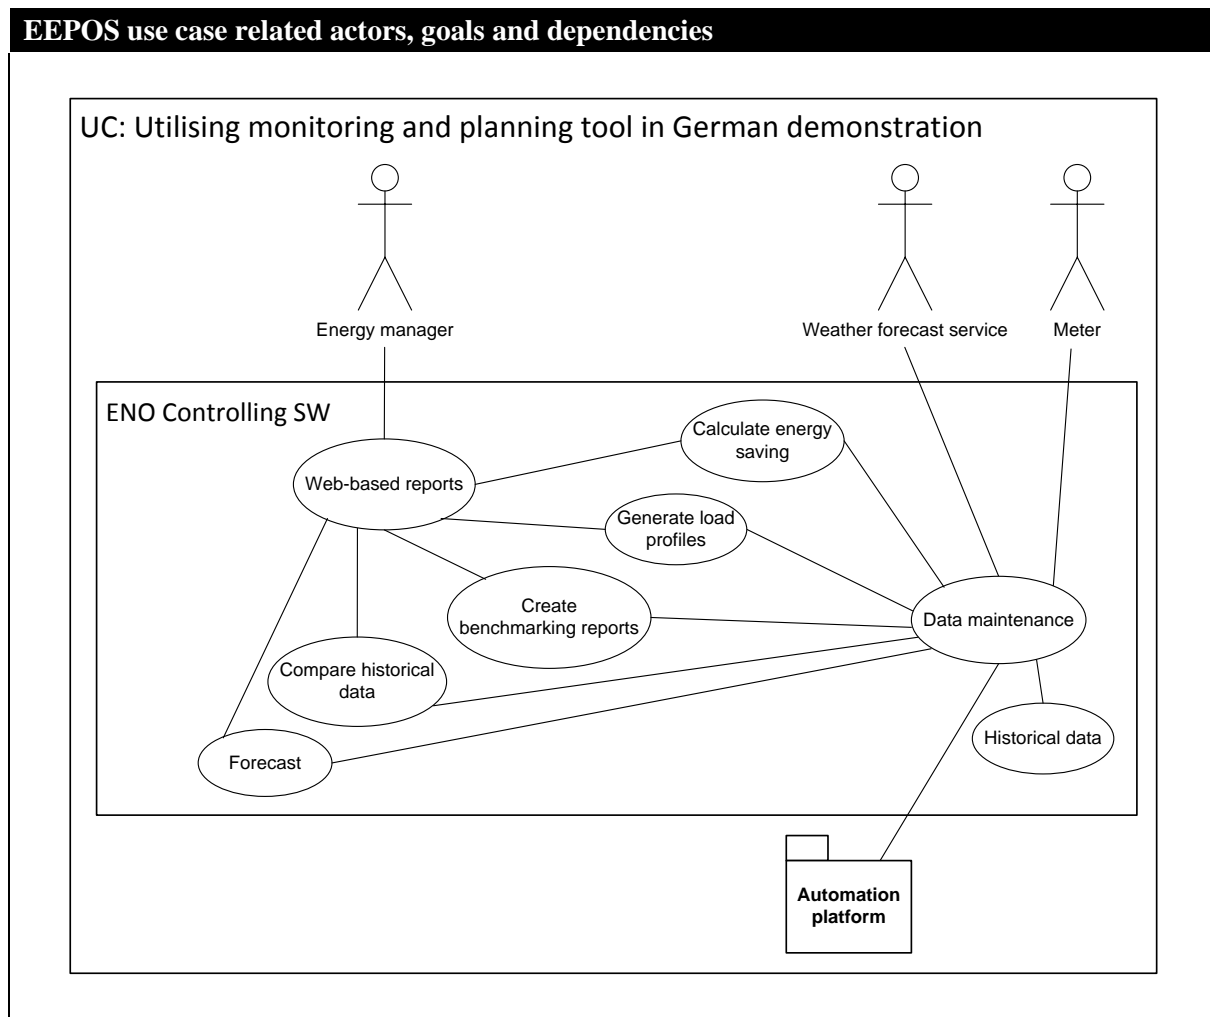 EEPOS use case related actors, goals and dependencies
UC: Utilising monitoring and planning tool in German demonstration
Energy manager
Weather forecast service
Meter
ENO Controlling SW
Calculate energy
saving
Web-based reports
Generate load
profiles
Create
benchmarking reports
Data maintenance
Compare historical
data
Historical data
Forecast
Automation
platform